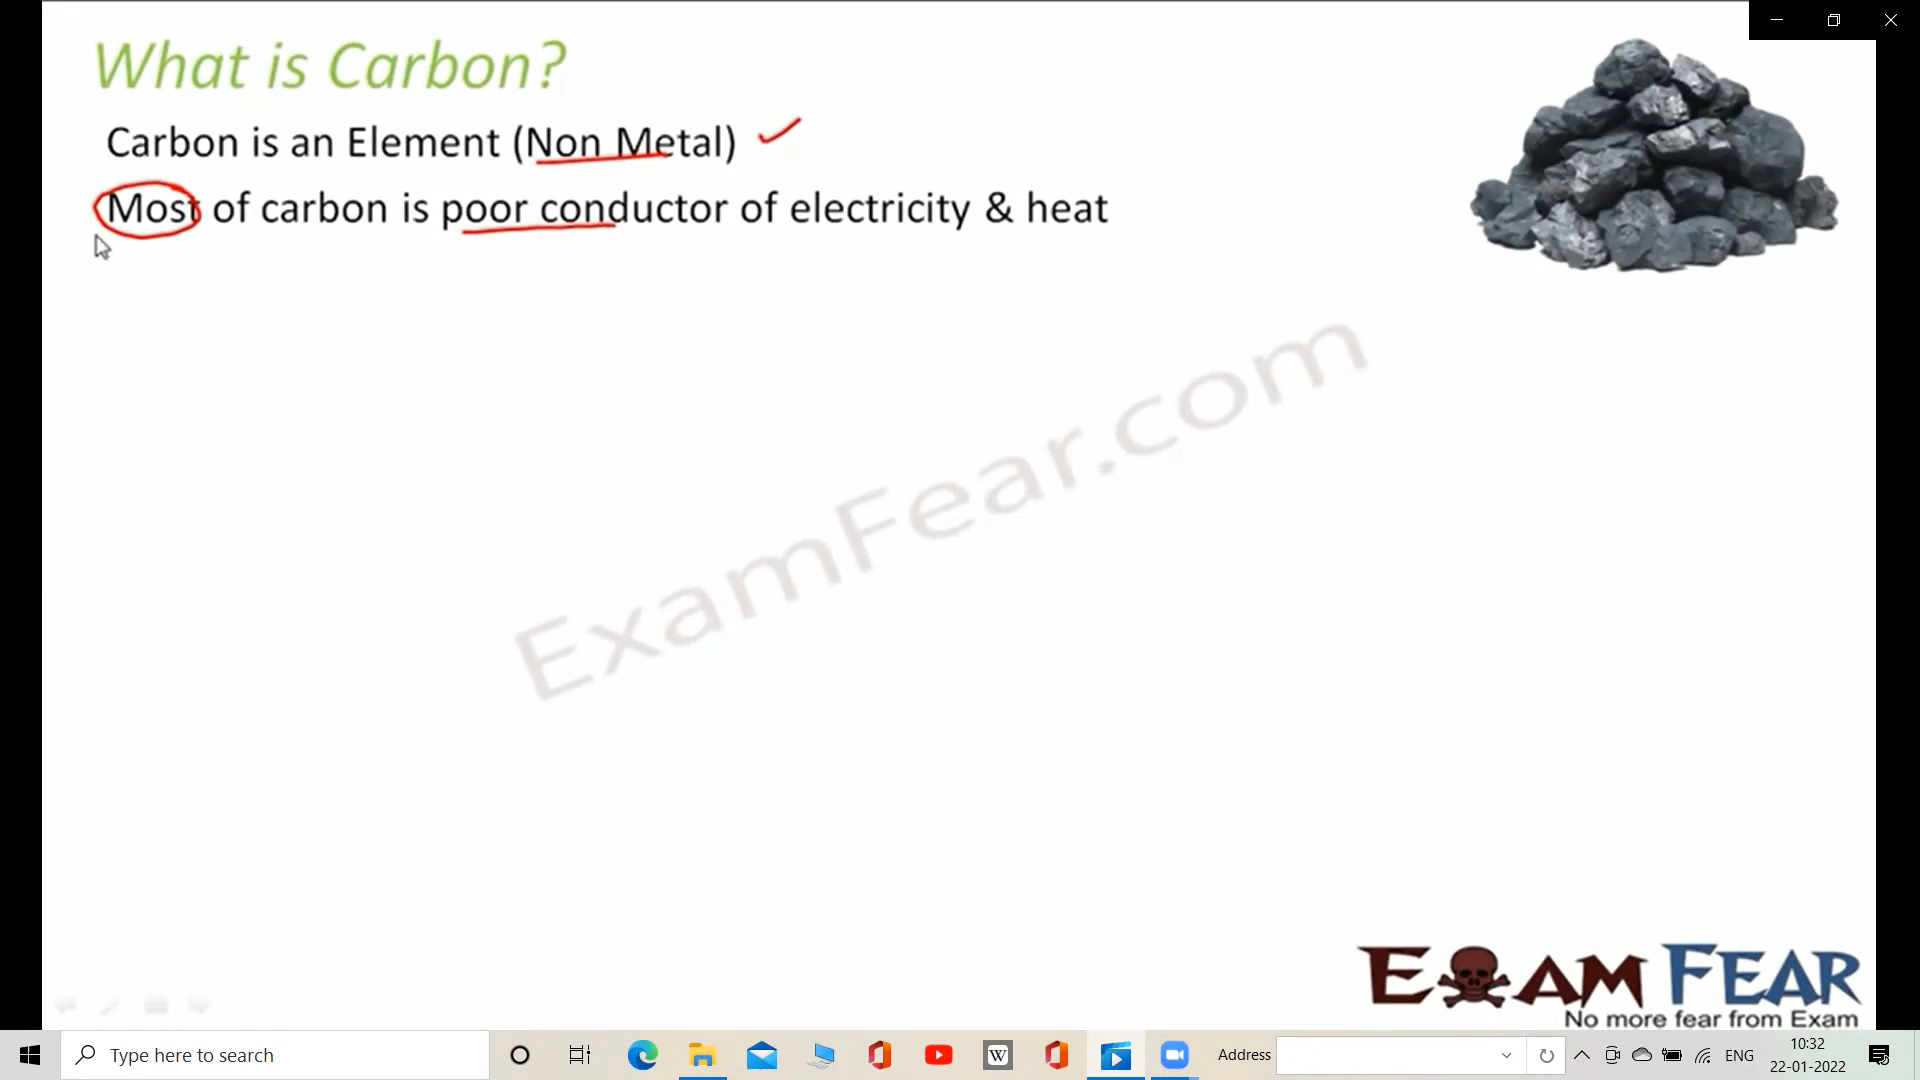 What is Carbon?
Carbon is an Element (Non Metal)
Most of carbon is poor conductor of electricity & heat
ExamFear.com
EXAM FEAR
No more fear from Exam
Type here to search
W
Address
ENG
10:32
22-01-2022